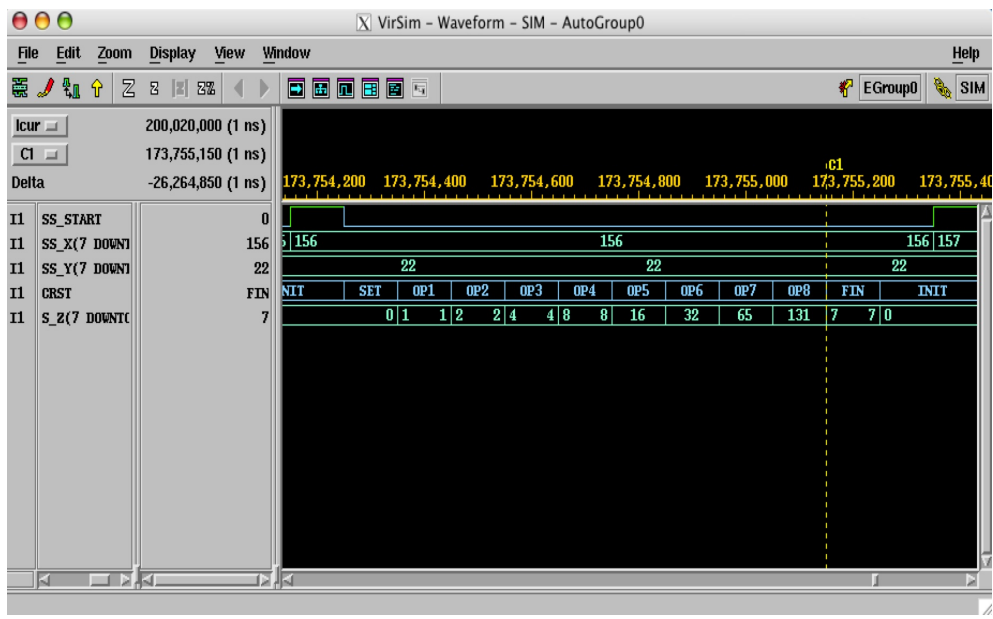 X VirSim – Waveform – SIM – AutoGroup0
File Edit Zoom Display View Window Help
EGroup0 SIM
Icur 200,020,000 (1 ns)
C1 173,755,150 (1 ns)
Delta -26,264,850 (1 ns)
C1
173,754,200 173,754,400 173,754,600 173,754,800 173,755,000 173,755,200 173,755,40
I1 SS_START 0
I1 SS_X(7 DOWNT 156 156 156 156 157
I1 SS_Y(7 DOWNT 22 22 22 22
I1 CRST FIN NIT SET OP1 OP2 OP3 OP4 OP5 OP6 OP7 OP8 FIN INIT
I1 S_Z(7 DOWNTO 7 0 1 1 2 2 4 4 8 8 16 32 65 131 7 7 0